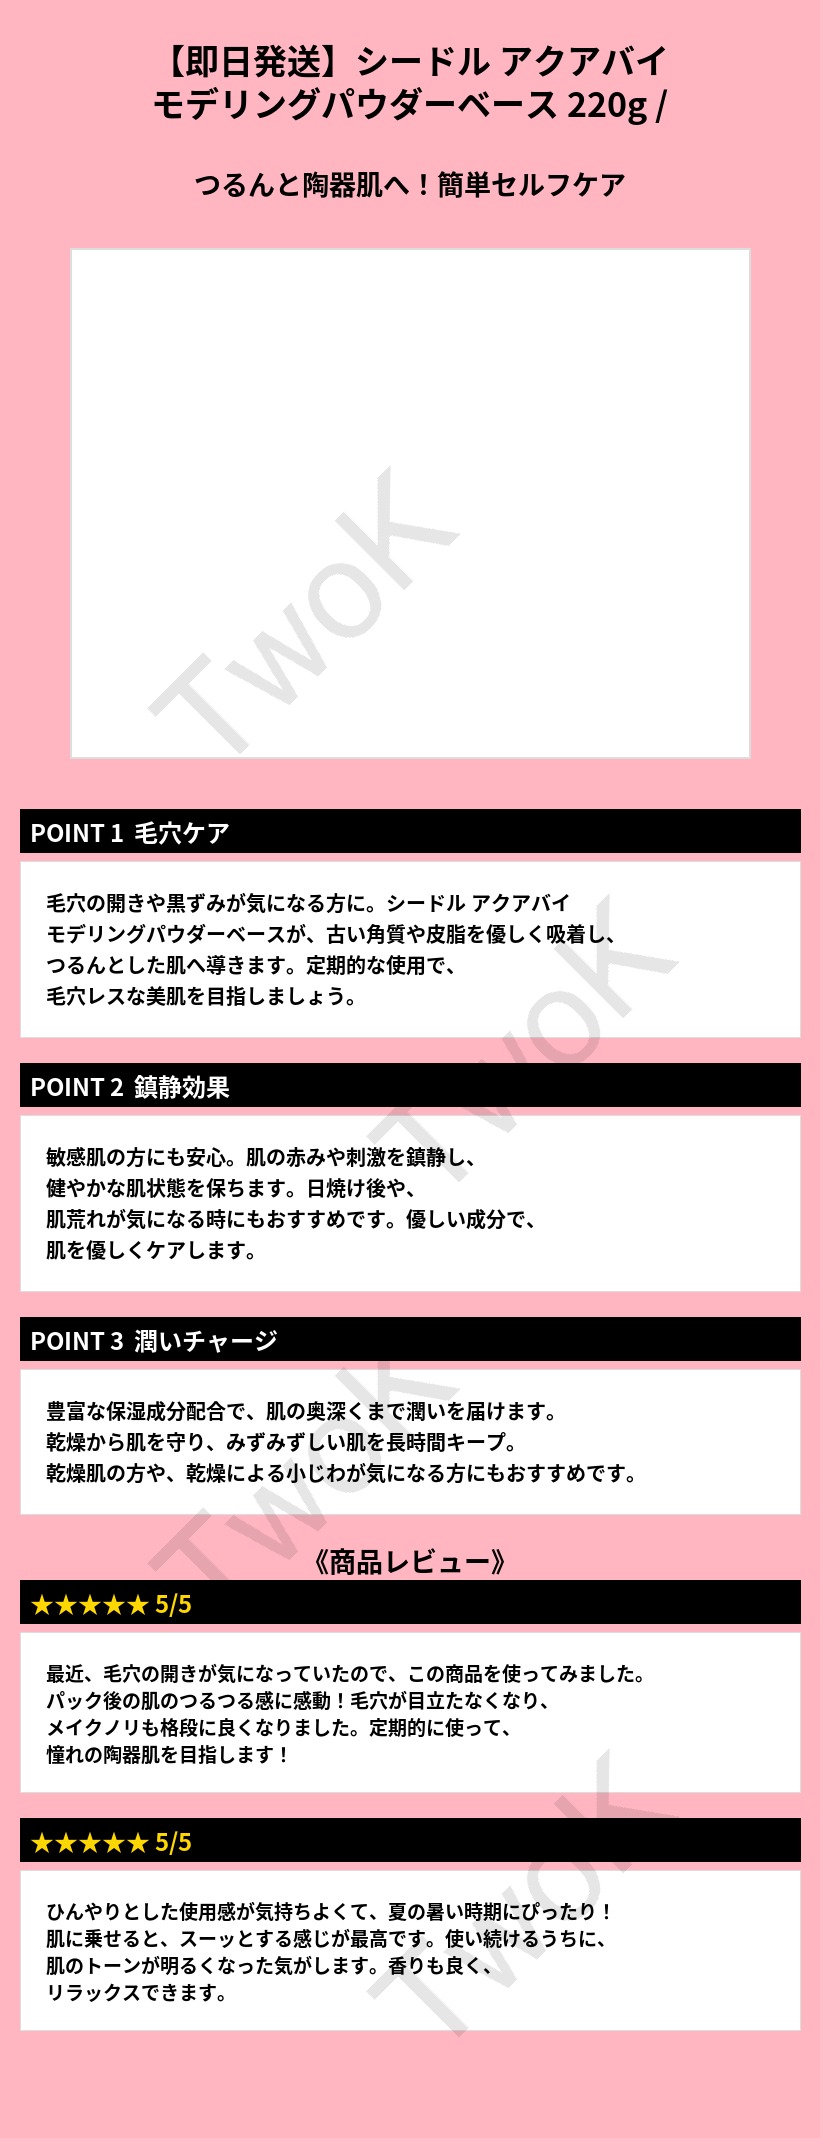 【即日発送】シードル アクアバイ
モデリングパウダーベース 220g /
つるんと陶器肌へ！簡単セルフケア
TwoK
POINT 1 毛穴ケア
毛穴の開きや黒ずみが気になる方に。シードル アクアバイ
モデリングパウダーベースが、古い角質や皮脂を優しく吸着し、
つるんとした肌へ導きます。定期的な使用で、
毛穴レスな美肌を目指しましょう。
TwoK
POINT 2 鎮静効果
敏感肌の方にも安心。肌の赤みや刺激を鎮静し、
健やかな肌状態を保ちます。日焼け後や、
肌荒れが気になる時にもおすすめです。優しい成分で、
肌を優しくケアします。
POINT 3 潤いチャージ
豊富な保湿成分配合で、肌の奥深くまで潤いを届けます。
乾燥から肌を守り、みずみずしい肌を長時間キープ。
乾燥肌の方や、乾燥による小じわが気になる方にもおすすめです。
TwoK
《商品レビュー》
★★★★★ 5/5
最近、毛穴の開きが気になっていたので、この商品を使ってみました。
パック後の肌のつるつる感に感動！毛穴が目立たなくなり、
メイクノリも格段に良くなりました。定期的に使って、
憧れの陶器肌を目指します！
★★★★★ 5/5
ひんやりとした使用感が気持ちよくて、夏の暑い時期にぴったり！
肌に乗せると、スーッとする感じが最高です。使い続けるうちに、
肌のトーンが明るくなった気がします。香りも良く、
リラックスできます。
TwoK